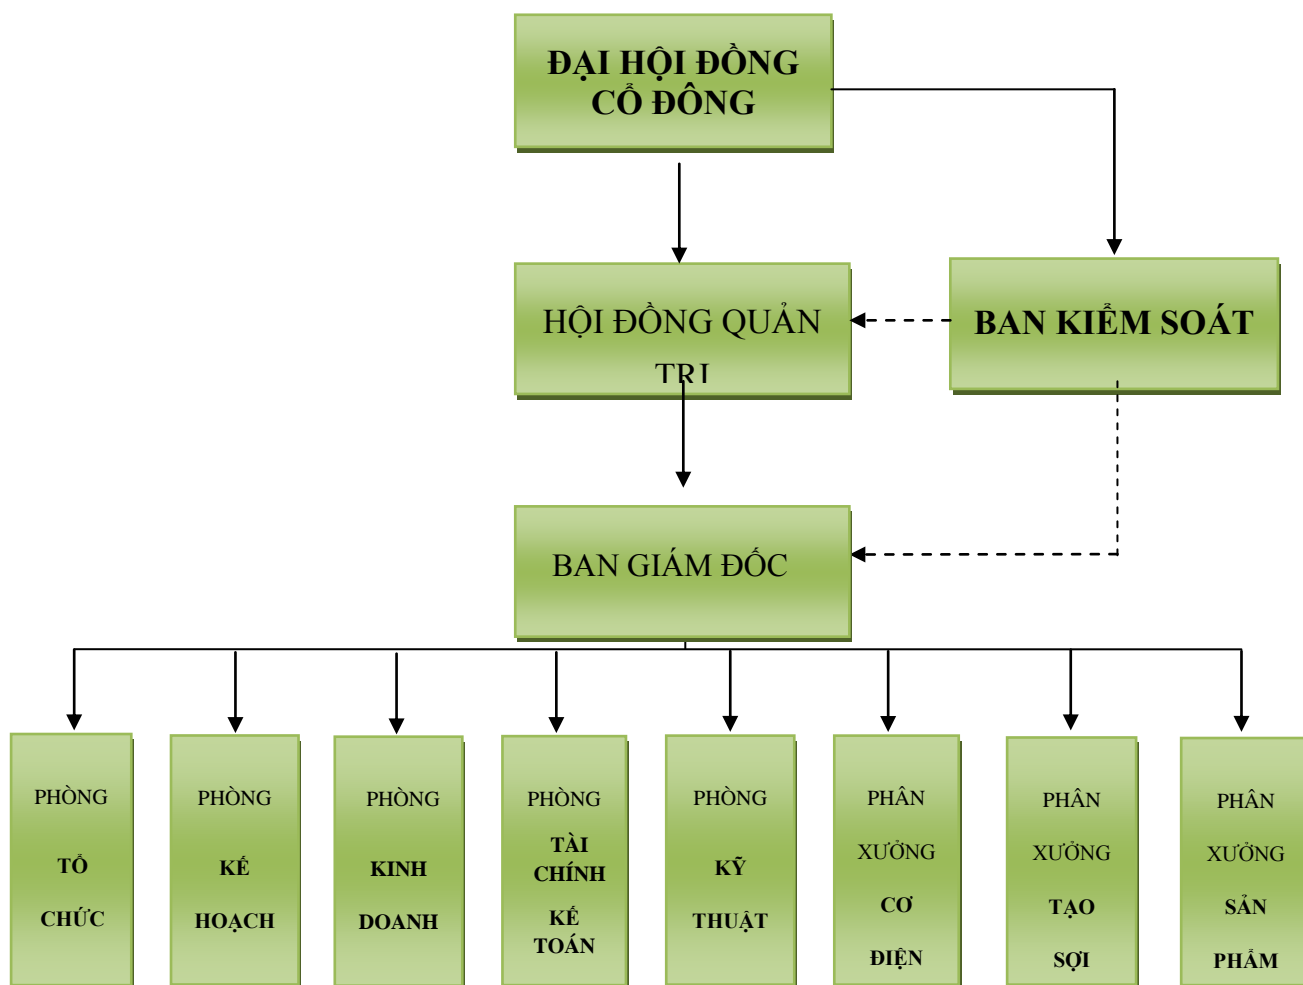 ĐẠI HỘI ĐỒNG
CỔ ĐÔNG
HỘI ĐỒNG QUẢN
TRỊ
BAN KIỂM SOÁT
BAN GIÁM ĐỐC
PHÒNG
TỔ
CHỨC
PHÒNG
KẾ
HOẠCH
PHÒNG
KINH
DOANH
PHÒNG
TÀI
CHÍNH
KẾ
TOÁN
PHÒNG
KỸ
THUẬT
PHÂN
XƯỞNG
CƠ
ĐIỆN
PHÂN
XƯỞNG
TẠO
SỢI
PHÂN
XƯỞNG
SẢN
PHẨM